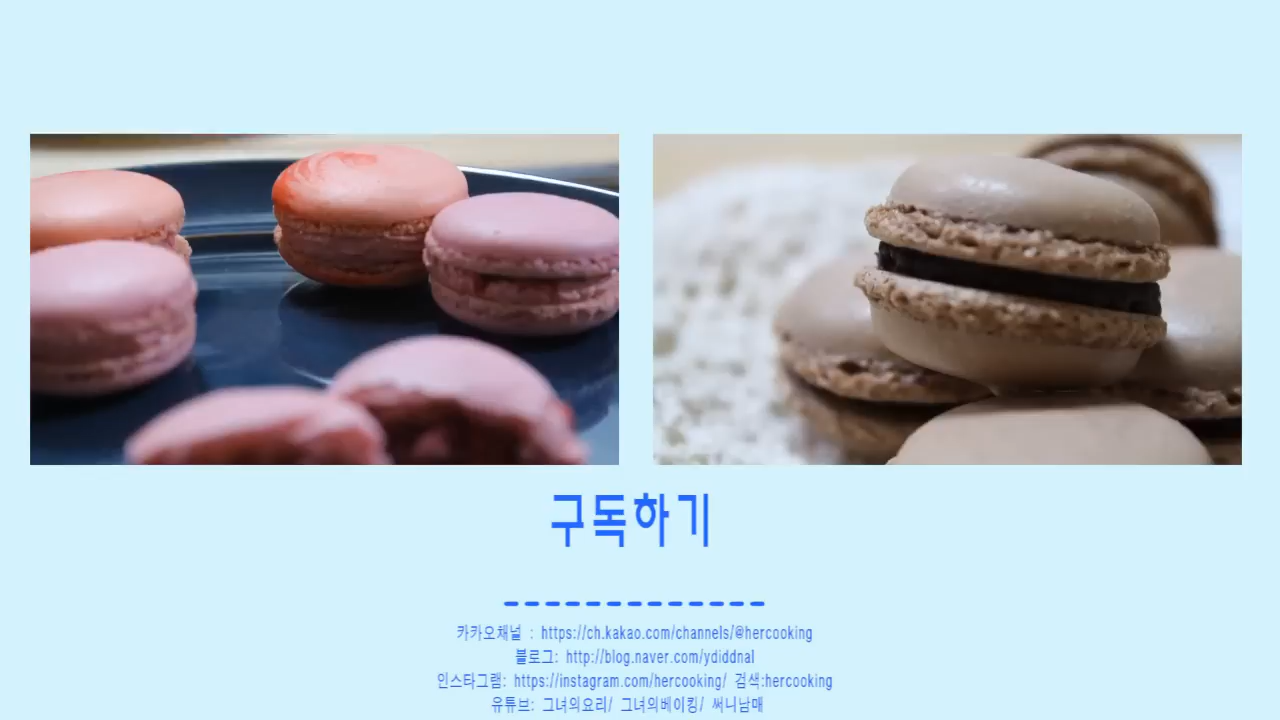 구독하기
카카오채널 : https://ch.kakao.com/channels/@hercooking
블로그: http://blog.naver.com/ydiddnal
인스타그램: https://instagram.com/hercooking/ 검색:hercooking
유튜브: 그녀의요리/ 그녀의베이킹/ 써니남매